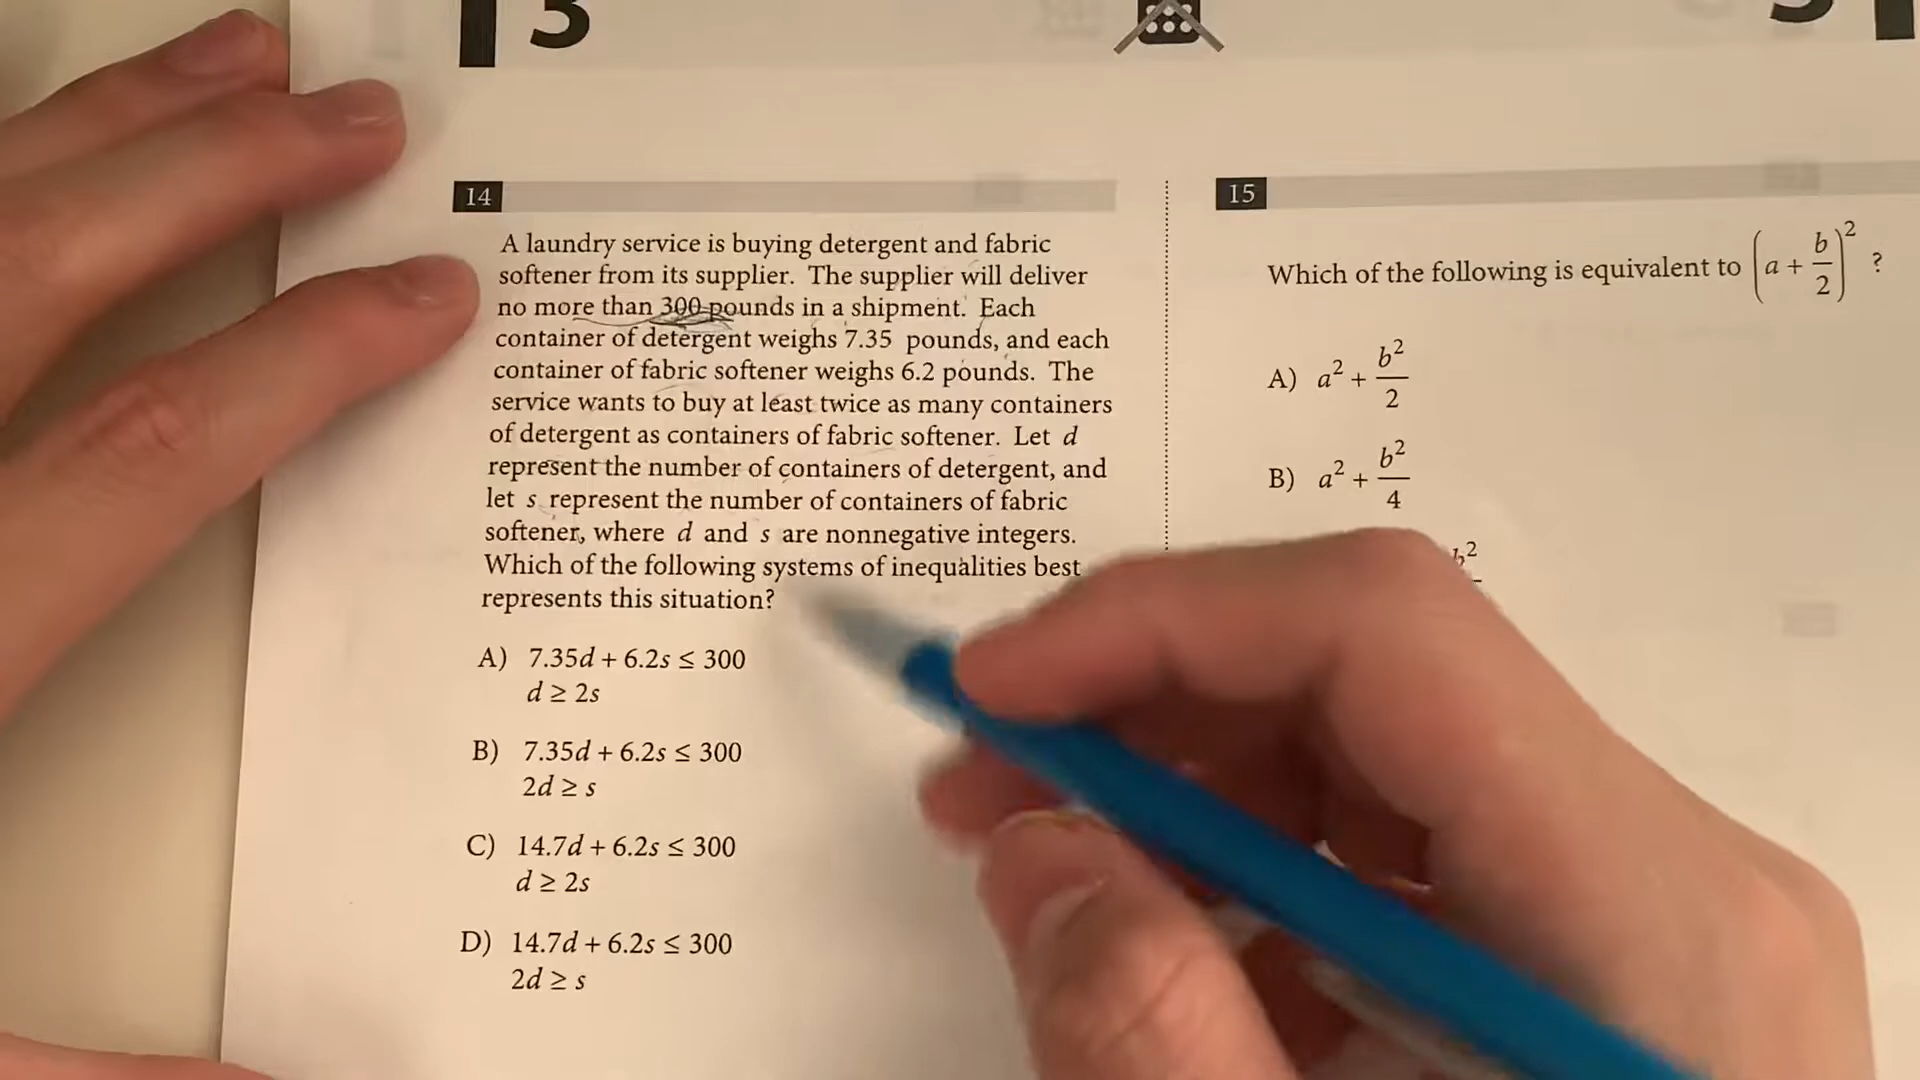 3
14
A laundry service is buying detergent and fabric
softener from its supplier. The supplier will deliver
no more than 300 pounds in a shipment. Each
container of detergent weighs 7.35 pounds, and each
container of fabric softener weighs 6.2 pounds. The
service wants to buy at least twice as many containers
of detergent as containers of fabric softener. Let d
represent the number of containers of detergent, and
let s represent the number of containers of fabric
softener, where d and s are nonnegative integers.
Which of the following systems of inequalities best
represents this situation?
A) 7.35d + 6.2s ≤ 300
d ≥ 2s
B) 7.35d + 6.2s ≤ 300
2d ≥ s
C) 14.7d + 6.2s ≤ 300
d ≥ 2s
D) 14.7d + 6.2s ≤ 300
2d ≥ s
15
Which of the following is equivalent to (a + b/2)² ?
A) a² + b²/2
B) a² + b²/4